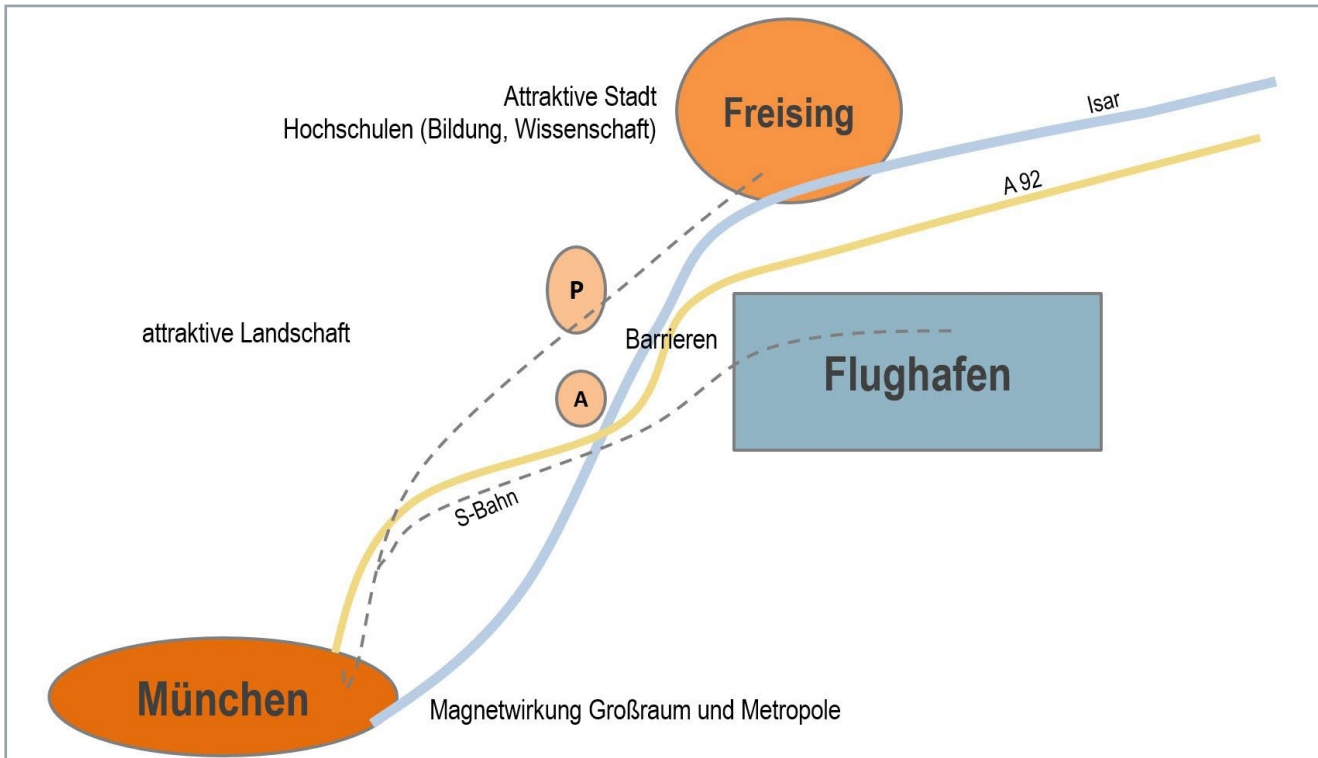 Attraktive Stadt
Hochschulen (Bildung, Wissenschaft)
Freising
Isar
A 92
P
attraktive Landschaft
Barrieren
Flughafen
A
S-Bahn
München
Magnetwirkung Großraum und Metropole